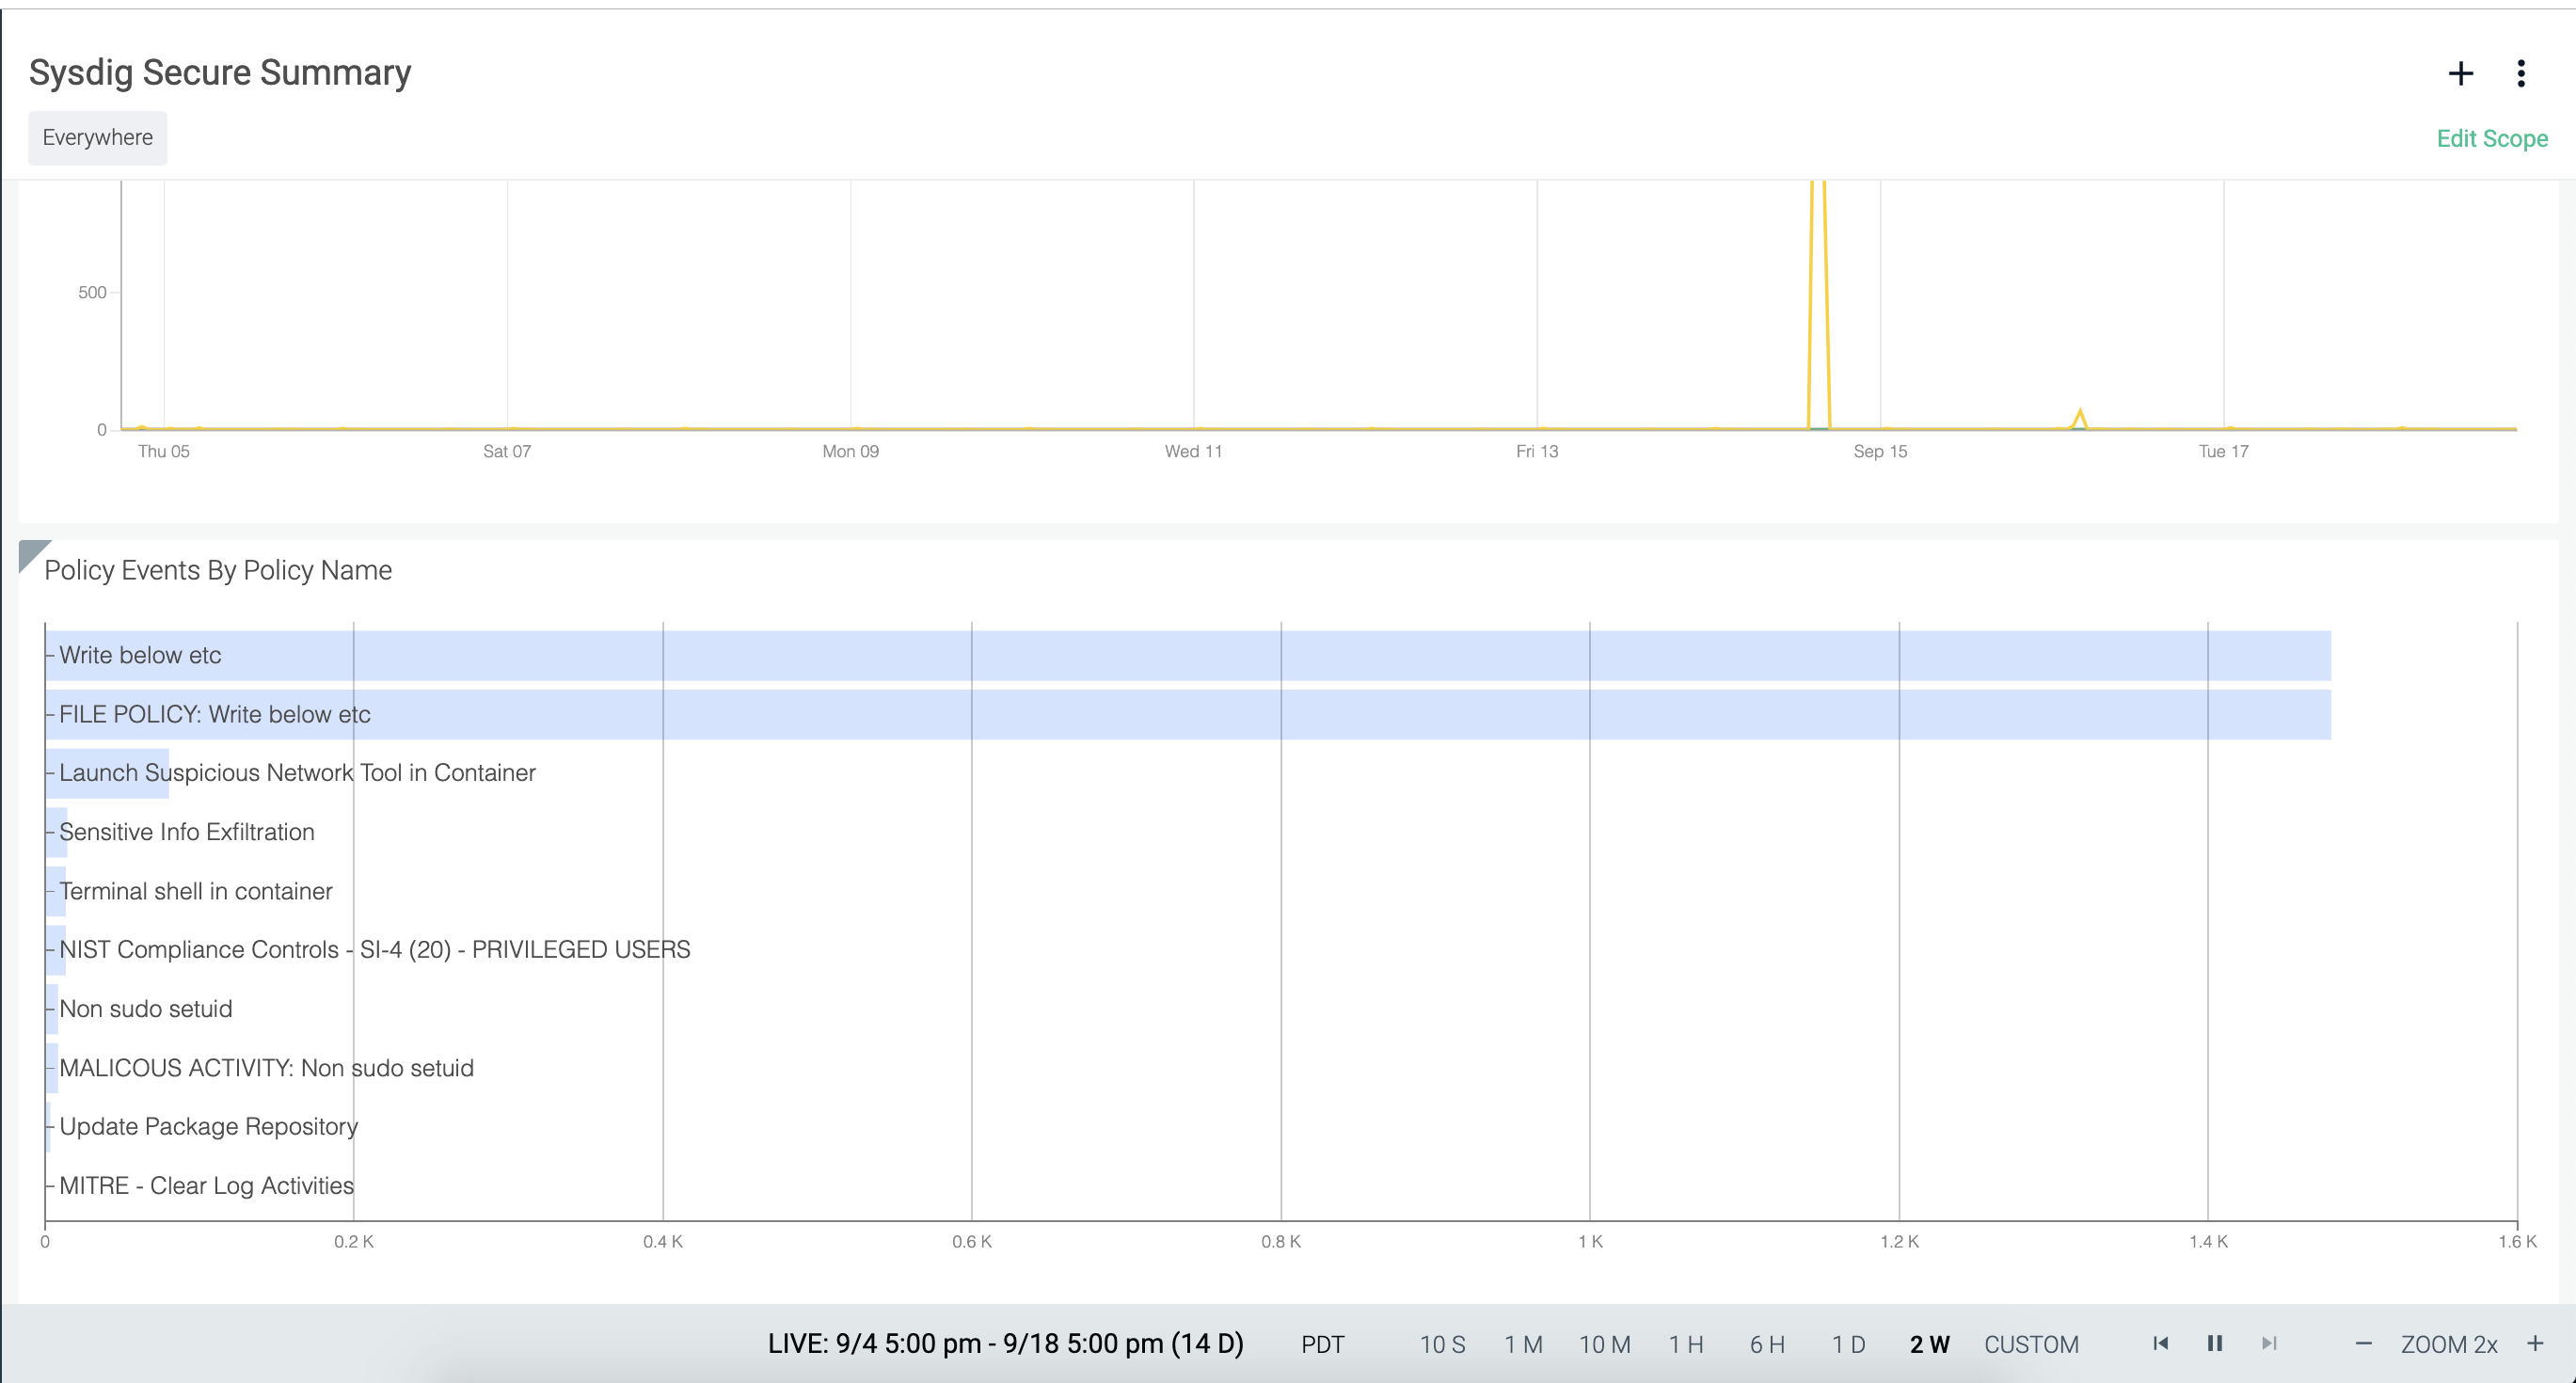 Sysdig Secure Summary
Everywhere
Edit Scope
500
0
Thu 05 Sat 07 Mon 09 Wed 11 Fri 13 Sep 15 Tue 17
Policy Events By Policy Name
Write below etc
FILE POLICY: Write below etc
Launch Suspicious Network Tool in Container
Sensitive Info Exfiltration
Terminal shell in container
NIST Compliance Controls - SI-4 (20) - PRIVILEGED USERS
Non sudo setuid
MALICOUS ACTIVITY: Non sudo setuid
Update Package Repository
MITRE - Clear Log Activities
0 0.2 K 0.4 K 0.6 K 0.8 K 1 K 1.2 K 1.4 K 1.6 K
LIVE: 9/4 5:00 pm - 9/18 5:00 pm (14 D) PDT 10 S 1 M 10 M 1 H 6 H 1 D 2 W CUSTOM ZOOM 2x